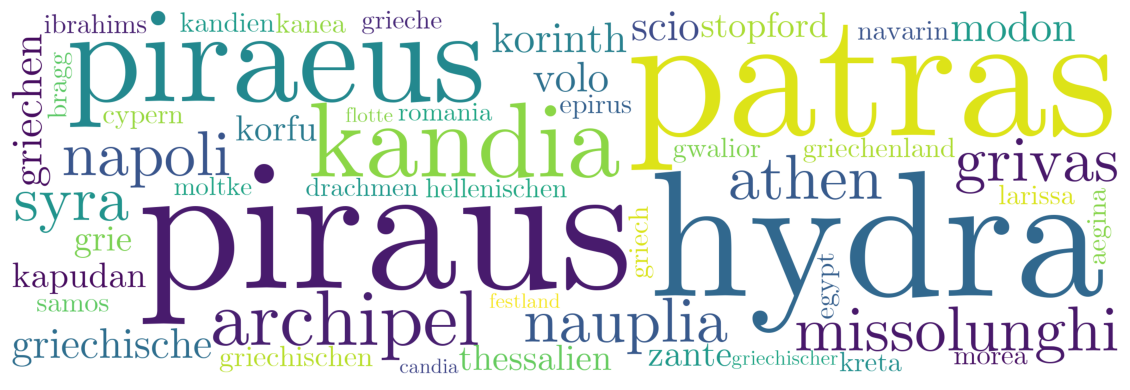 ibrahims kandien kanea grieche korinth scio stopford navarin modon
griechen bragg piraeus volo patras
cypern korfu flotte romania epirus
napoli kandia gwalior griechenland grivas
syra moltke drachmen hellenischen athen larissa
grie piraus griech hydra aegina
kapudan egypt
samos archipel festland nauplia missolunghi
griechische griechischen candia thessalien zante griechischer kreta morea